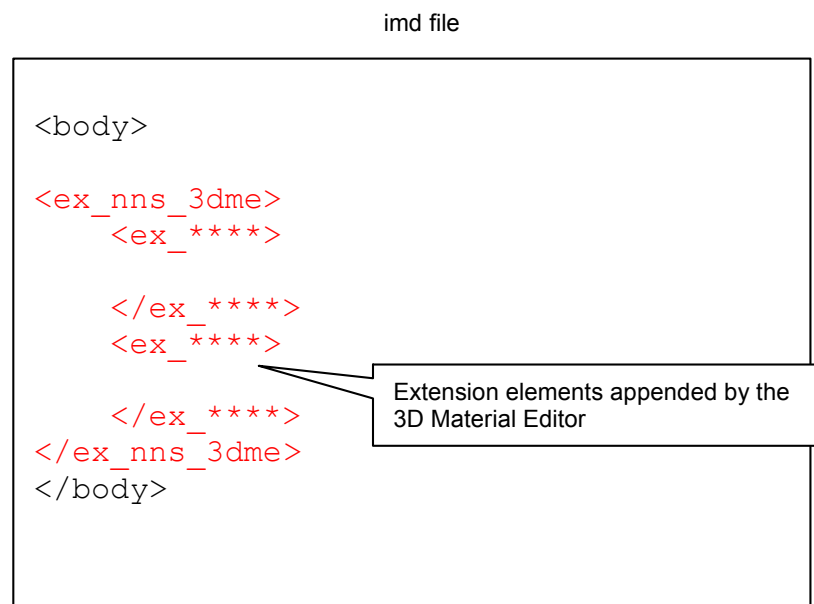 imd file
<body>
<ex_nns_3dme>
<ex_****>
</ex_****>
<ex_****>
Extension elements appended by the
3D Material Editor
</ex_****>
</ex_nns_3dme>
</body>